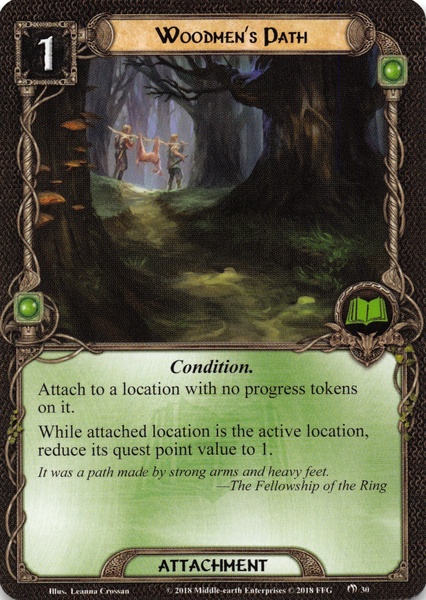 1
WOODMEN'S PATH
Condition.
Attach to a location with no progress tokens
on it.
While attached location is the active location,
reduce its quest point value to 1.
It was a path made by strong arms and heavy feet.
—The Fellowship of the Ring
ATTACHMENT
Illus. Leanna Crossan © 2018 Middle-earth Enterprises © 2018 FFG 30